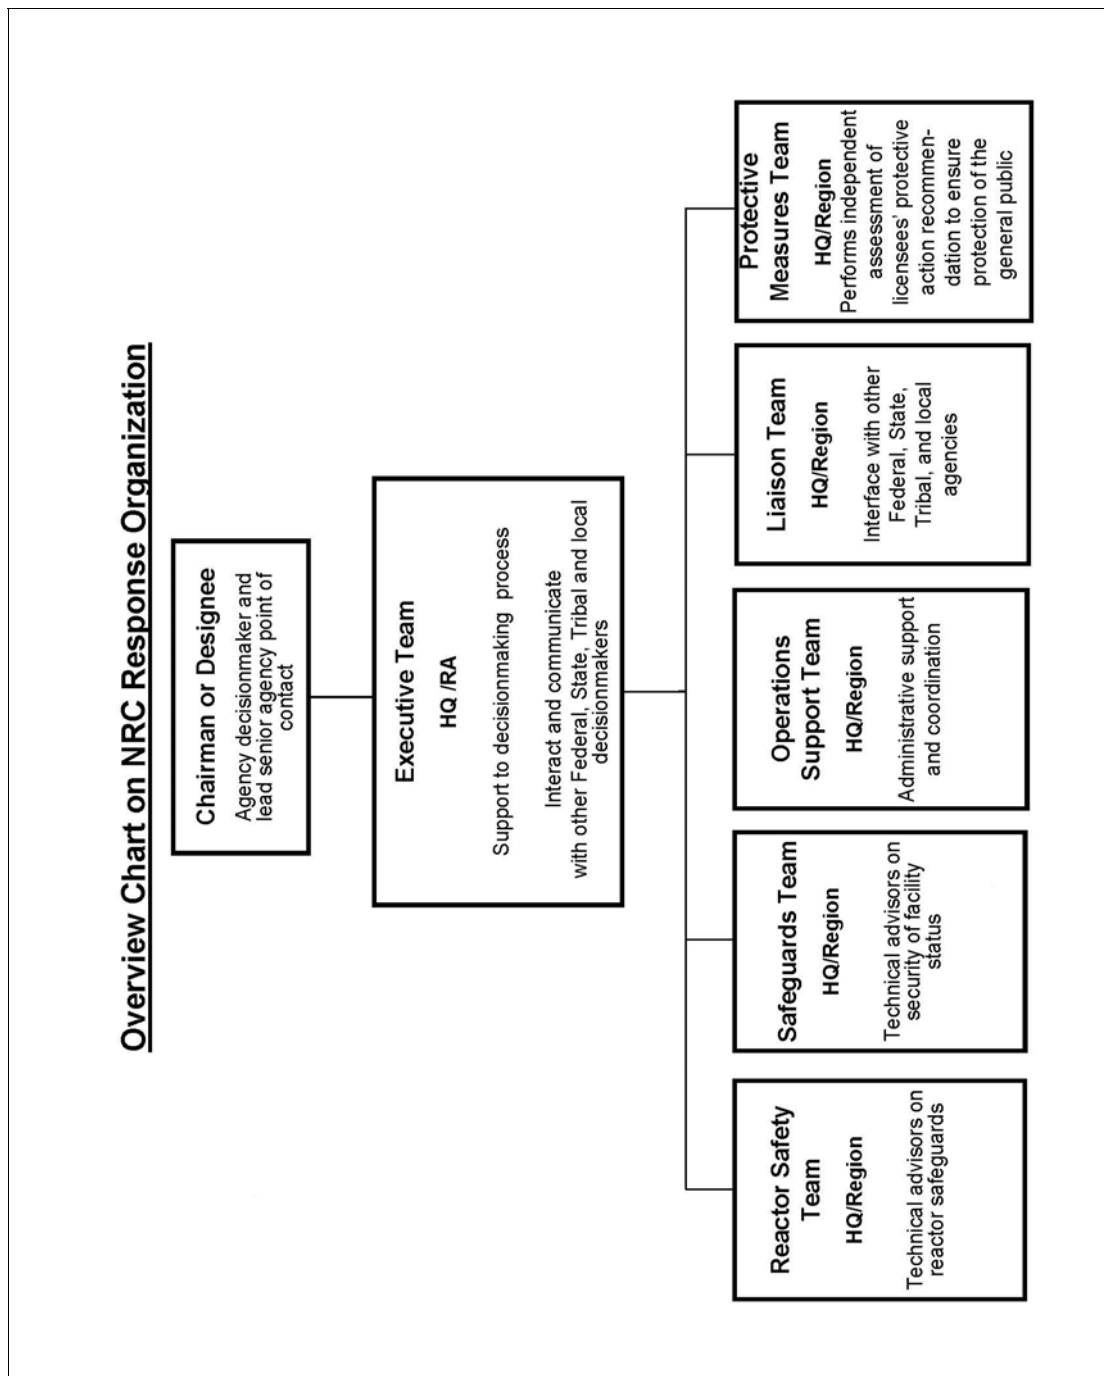 Overview Chart on NRC Response Organization
Chairman or Designee
Agency decisionmaker and
lead senior agency point of
contact
Executive Team
HQ /RA
Support to decisionmaking process
Interact and communicate
with other Federal, State, Tribal and local
decisionmakers
Reactor Safety
Team
HQ/Region
Technical advisors on
reactor safeguards
Safeguards Team
HQ/Region
Technical advisors on
security of facility
status
Operations
Support Team
HQ/Region
Administrative support
and coordination
Liaison Team
HQ/Region
Interface with other
Federal, State,
Tribal, and local
agencies
Protective
Measures Team
HQ/Region
Performs independent
assessment of
licensees' protective
action recommen-
dation to ensure
protection of the
general public